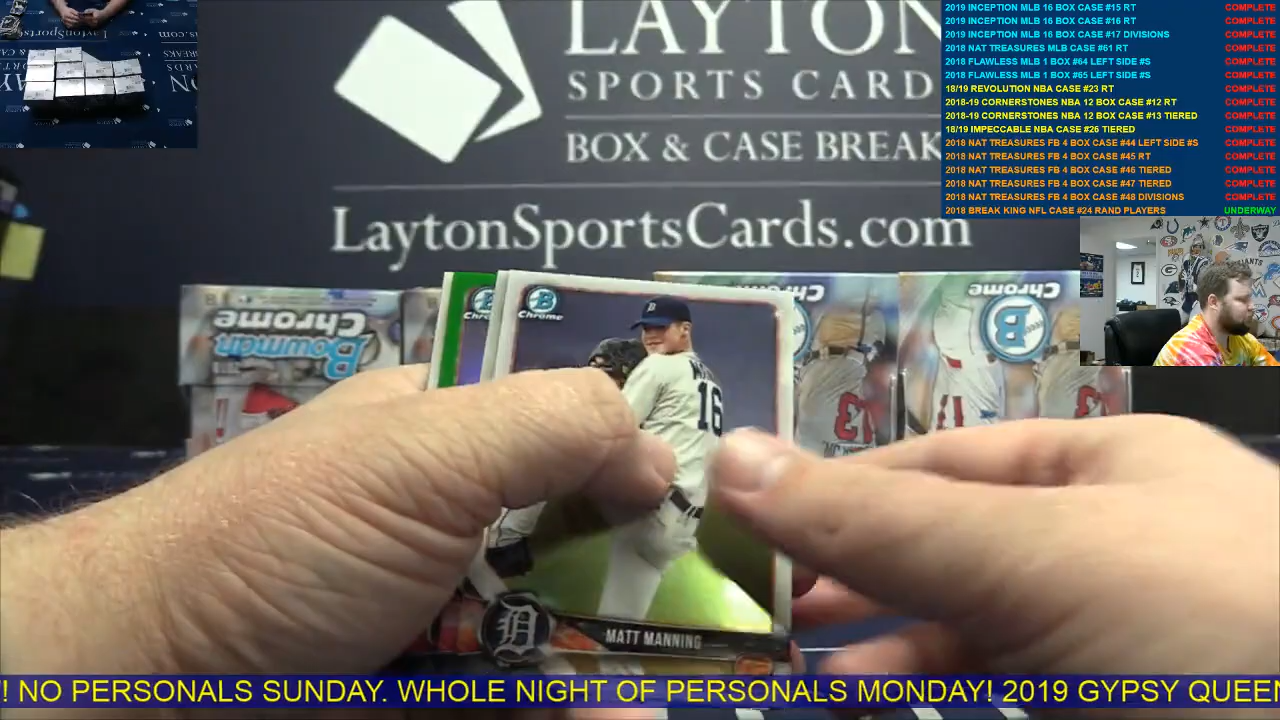 LAYTON
SPORTS CARD
BOX & CASE BREAK
LaytonSportsCards.com
2019 INCEPTION MLB 16 BOX CASE #15 RT COMPLETE
2019 INCEPTION MLB 16 BOX CASE #16 RT COMPLETE
2019 INCEPTION MLB 16 BOX CASE #17 DIVISIONS COMPLETE
2018 NAT TREASURES MLB CASE #61 RT COMPLETE
2018 FLAWLESS MLB 1 BOX #64 LEFT SIDE #S COMPLETE
2018 FLAWLESS MLB 1 BOX #65 LEFT SIDE #S COMPLETE
18/19 REVOLUTION NBA CASE #23 RT COMPLETE
2018-19 CORNERSTONES NBA 12 BOX CASE #12 RT COMPLETE
2018-19 CORNERSTONES NBA 12 BOX CASE #13 TIERED COMPLETE
18/19 IMPECCABLE NBA CASE #26 TIERED COMPLETE
2018 NAT TREASURES FB 4 BOX CASE #44 LEFT SIDE #S COMPLETE
2018 NAT TREASURES FB 4 BOX CASE #45 RT COMPLETE
2018 NAT TREASURES FB 4 BOX CASE #46 TIERED COMPLETE
2018 NAT TREASURES FB 4 BOX CASE #47 TIERED COMPLETE
2018 NAT TREASURES FB 4 BOX CASE #48 DIVISIONS COMPLETE
2018 BREAK KING NFL CASE #24 RAND PLAYERS UNDERWAY
Chrome
Bowman
Chrome
B
B
Chrome
16
D
MATT MANNING
! NO PERSONALS SUNDAY. WHOLE NIGHT OF PERSONALS MONDAY! 2019 GYPSY QUEEN